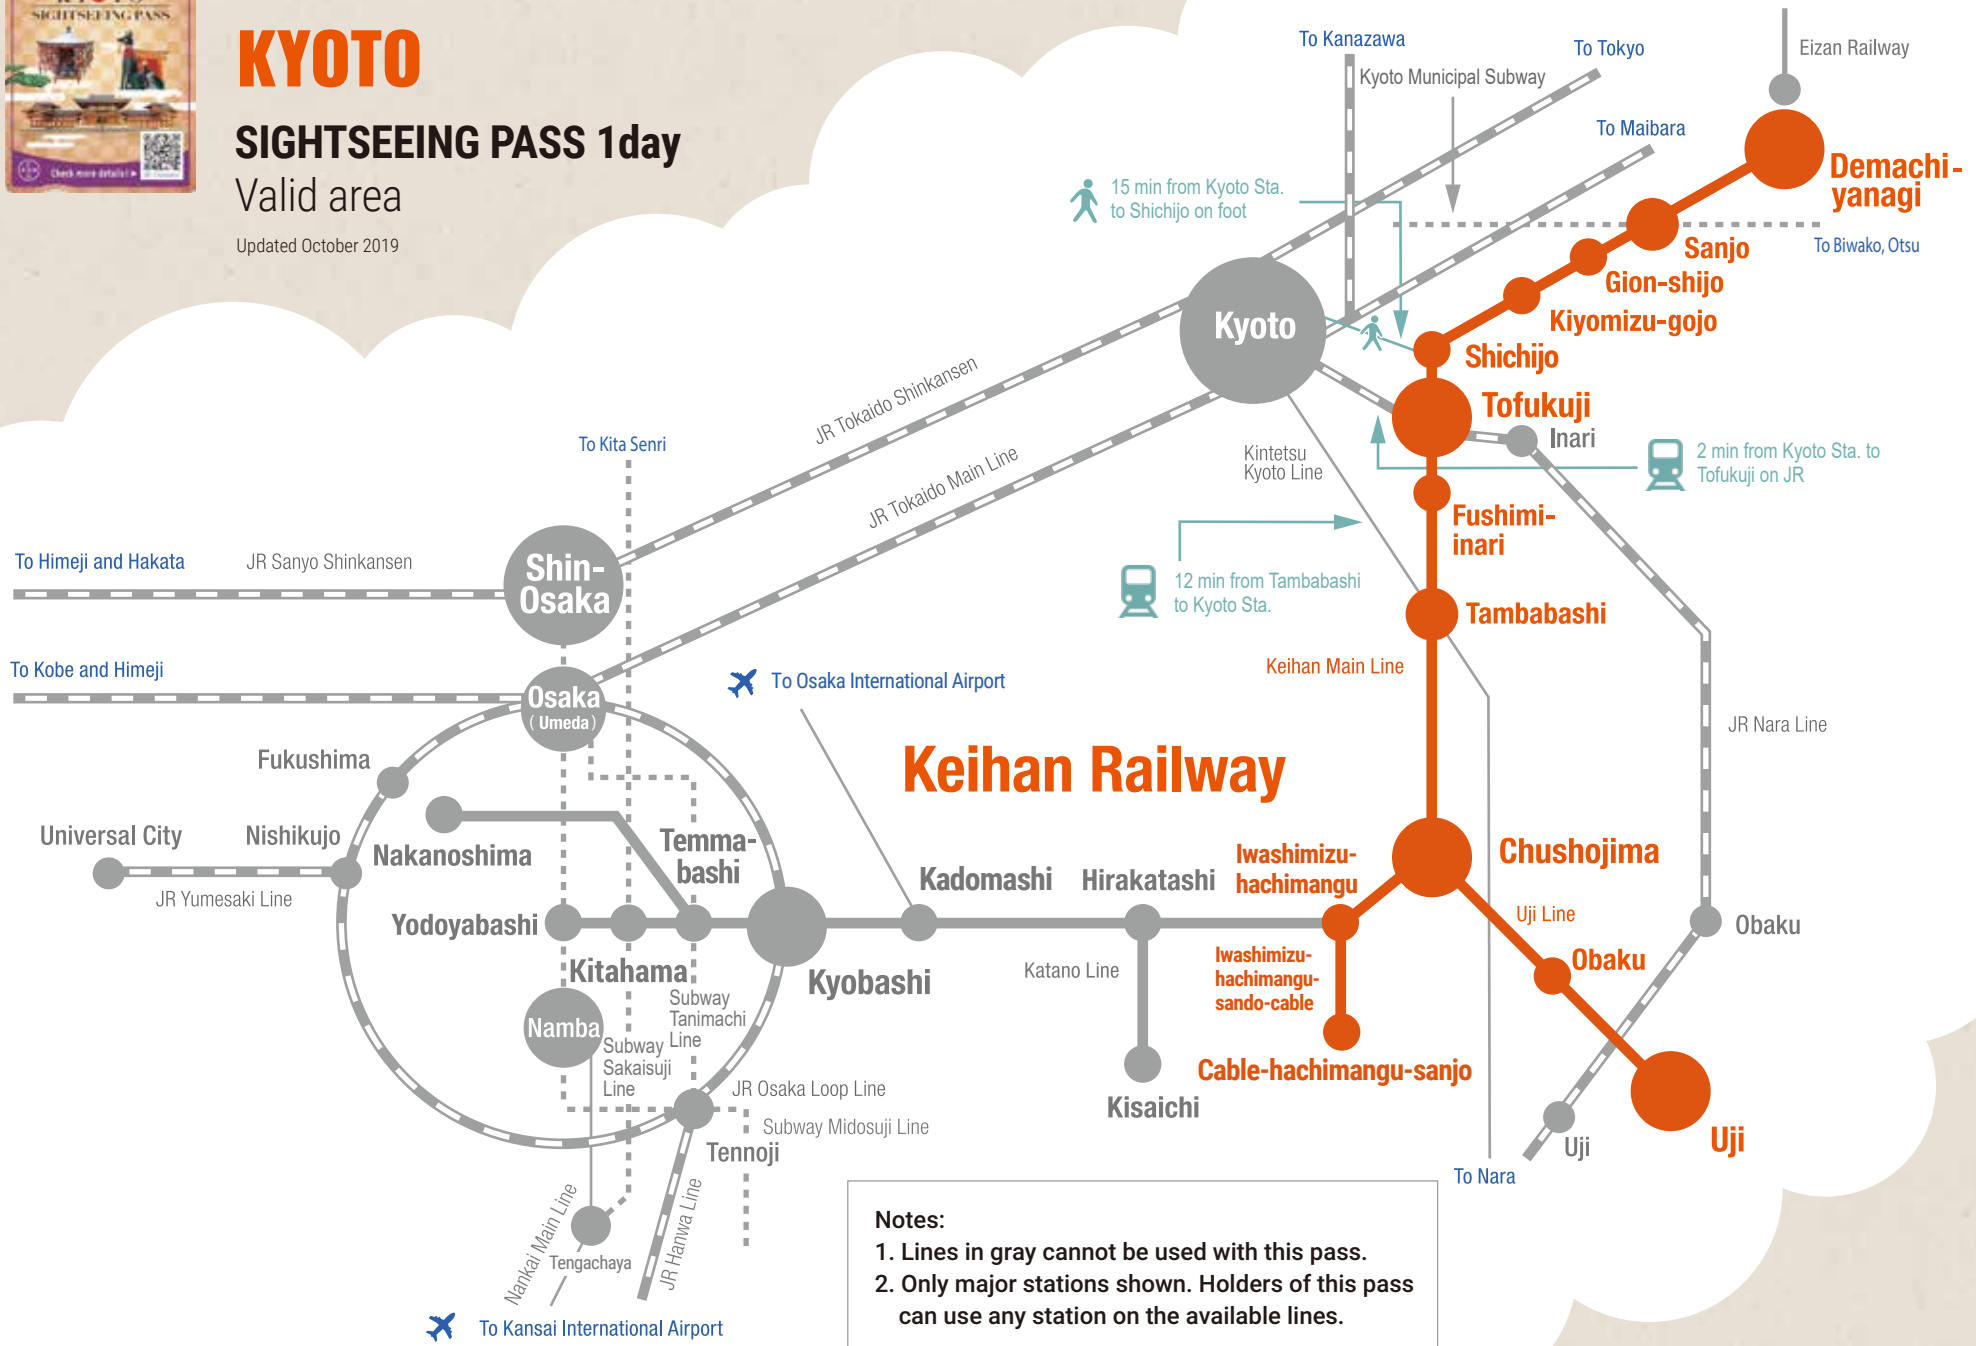 KYOTO
SIGHTSEEING PASS
Check more details!
KYOTO
SIGHTSEEING PASS 1day
Valid area
Updated October 2019
To Kanazawa
To Tokyo
Kyoto Municipal Subway
Eizan Railway
To Maibara
Demachi-
yanagi
15 min from Kyoto Sta.
to Shichijo on foot
Sanjo
To Biwako, Otsu
Gion-shijo
Kiyomizu-gojo
Kyoto
Shichijo
JR Tokaido Shinkansen
Tofukuji
Inari
To Kita Senri
JR Tokaido Main Line
Kintetsu
Kyoto Line
2 min from Kyoto Sta. to
Tofukuji on JR
Fushimi-
inari
To Himeji and Hakata
JR Sanyo Shinkansen
Shin-
Osaka
12 min from Tambabashi
to Kyoto Sta.
Tambabashi
To Kobe and Himeji
Keihan Main Line
Osaka
(Umeda)
To Osaka International Airport
JR Nara Line
Fukushima
Keihan Railway
Universal City
Nishikujo
Nakanoshima
Temma-
bashi
JR Yumesaki Line
Kadomashi
Hirakatashi
Iwashimizu-
hachimangu
Chushojima
Yodoyabashi
Uji Line
Obaku
Kitahama
Kyobashi
Katano Line
Iwashimizu-
hachimangu-
sando-cable
Obaku
Namba
Subway
Tanimachi
Line
Subway
Sakaisuji
Line
Cable-hachimangu-sanjo
JR Osaka Loop Line
Kisaichi
Subway Midosuji Line
Tennoji
Uji
Uji
To Nara
Nankai Main Line
JR Hanwa Line
Tengachaya
To Kansai International Airport
Notes:
1. Lines in gray cannot be used with this pass.
2. Only major stations shown. Holders of this pass
can use any station on the available lines.